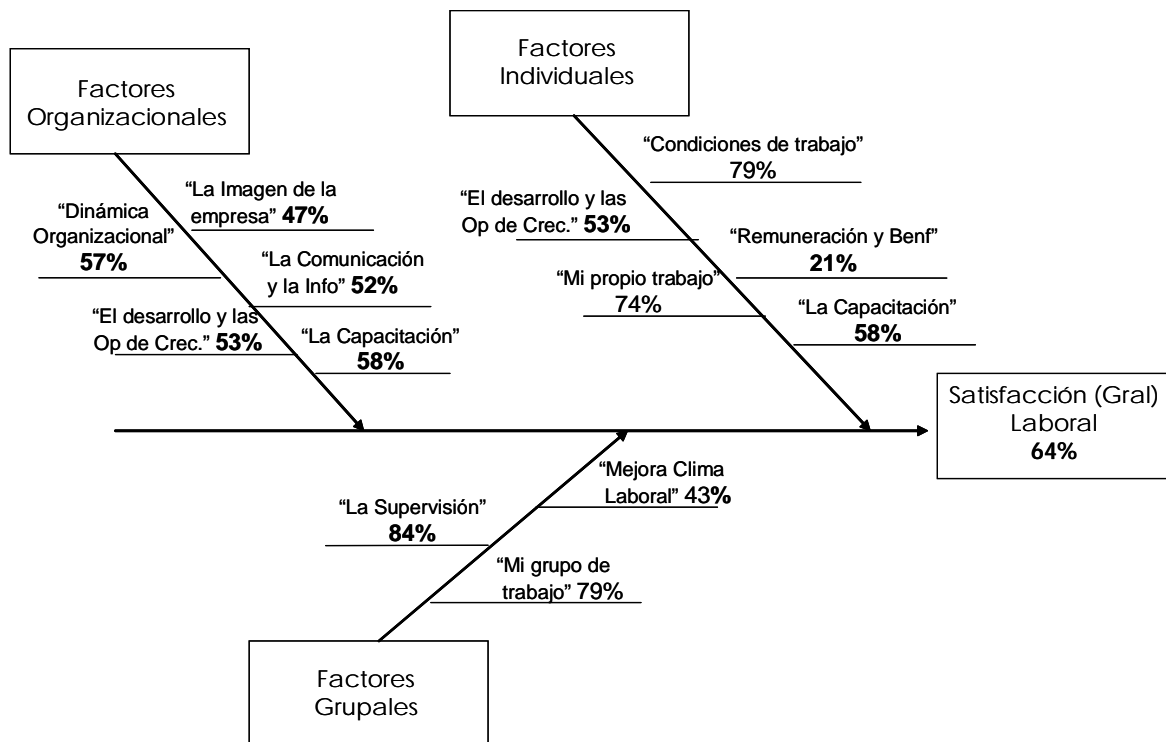 Factores
Organizacionales
“La Imagen de la
empresa” 47%
“Dinámica
Organizacional”
57%
“La Comunicación
y la Info” 52%
“El desarrollo y las
Op de Crec.” 53%
“La Capacitación”
58%
Factores
Individuales
“Condiciones de trabajo”
79%
“El desarrollo y las
Op de Crec.” 53%
“Remuneración y Benf”
21%
“Mi propio trabajo”
74%
“La Capacitación”
58%
Satisfacción (Gral)
Laboral
64%
“Mejora Clima
Laboral” 43%
“La Supervisión”
84%
“Mi grupo de
trabajo” 79%
Factores
Grupales